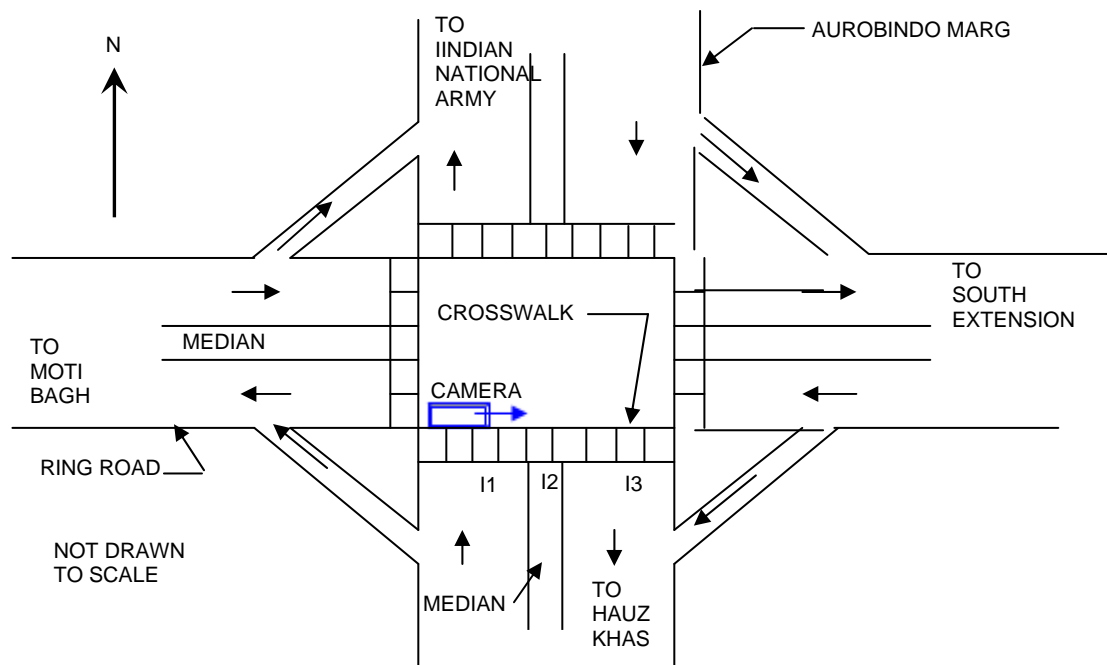 N
TO
IINDIAN
NATIONAL
ARMY
AUROBINDO MARG
TO
SOUTH
EXTENSION
CROSSWALK
MEDIAN
TO
MOTI
BAGH
CAMERA
RING ROAD
I1
I2
I3
NOT DRAWN
TO SCALE
MEDIAN
TO
HAUZ
KHAS